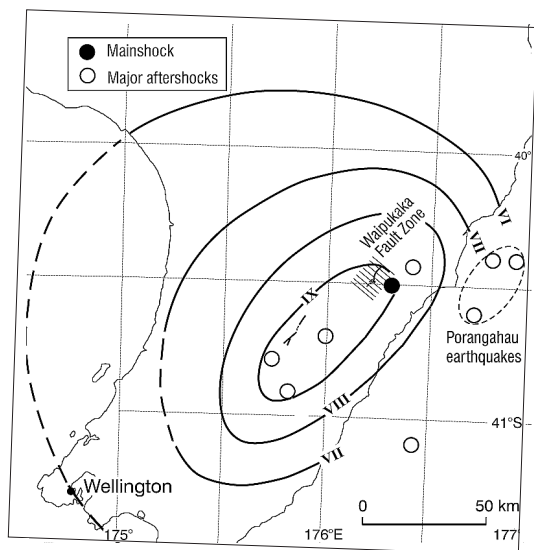 Mainshock
Major aftershocks
40°
VI
VII
Waipukaka
Fault Zone
IX
Porangahau
earthquakes
VIII
41°S
VII
Wellington
0 50 km
175° 176°E 177°